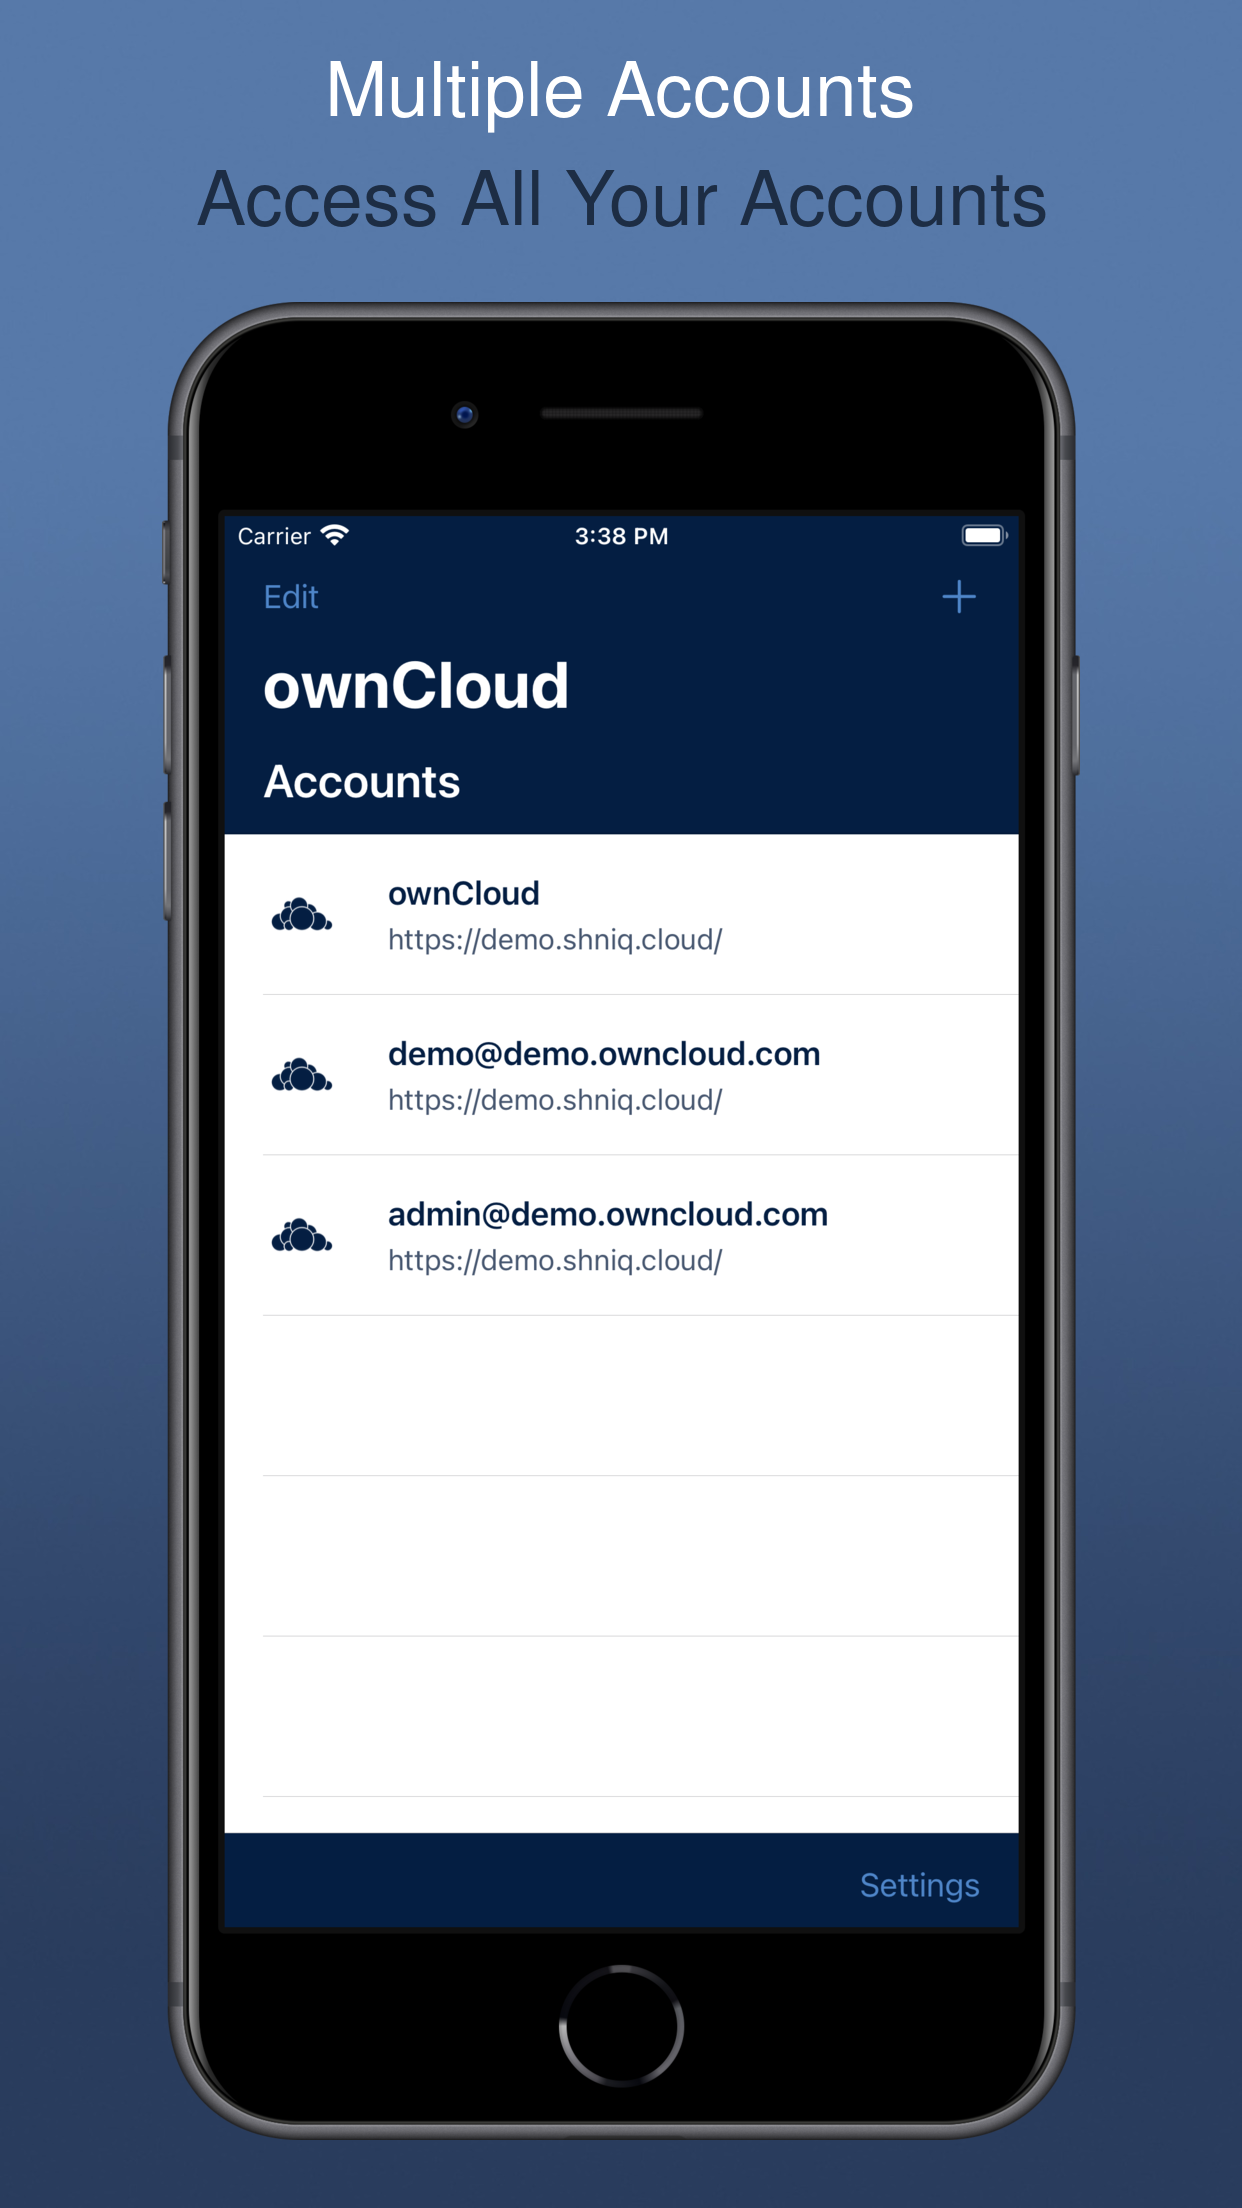 Multiple Accounts
Access All Your Accounts
Carrier 3:38 PM
Edit
ownCloud
Accounts
ownCloud
https://demo.shniq.cloud/
demo@demo.owncloud.com
https://demo.shniq.cloud/
admin@demo.owncloud.com
https://demo.shniq.cloud/
Settings